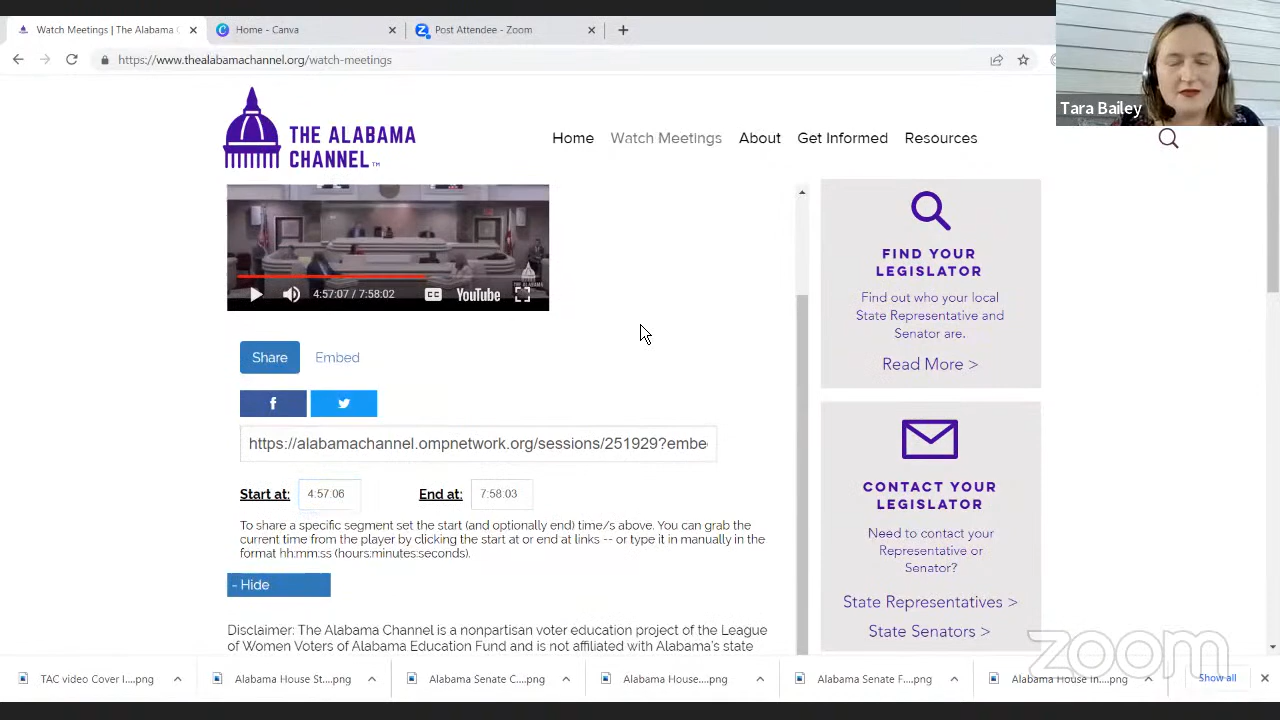 Watch Meetings | The Alabama C
Home - Canva
Post Attendee - Zoom
https://www.thealabamachannel.org/watch-meetings
Tara Bailey
THE ALABAMA
CHANNEL™
Home
Watch Meetings
About
Get Informed
Resources
4:57:07 / 7:58:02
CC
YouTube
Share
Embed
f
https://alabamachannel.ompnetwork.org/sessions/251929?embe
Start at:
4:57:06
End at:
7:58:03
To share a specific segment set the start (and optionally end) time/s above. You can grab the
current time from the player by clicking the start at or end at links -- or type it in manually in the
format hh:mm:ss (hours:minutes:seconds).
- Hide
Disclaimer: The Alabama Channel is a nonpartisan voter education project of the League
of Women Voters of Alabama Education Fund and is not affiliated with Alabama's state
FIND YOUR
LEGISLATOR
Find out who your local
State Representative and
Senator are.
Read More >
CONTACT YOUR
LEGISLATOR
Need to contact your
Representative or
Senator?
State Representatives >
State Senators >
zoom
TAC video Cover I....png
Alabama House St....png
Alabama Senate C....png
Alabama House....png
Alabama Senate F....png
Alabama House In....png
Show all